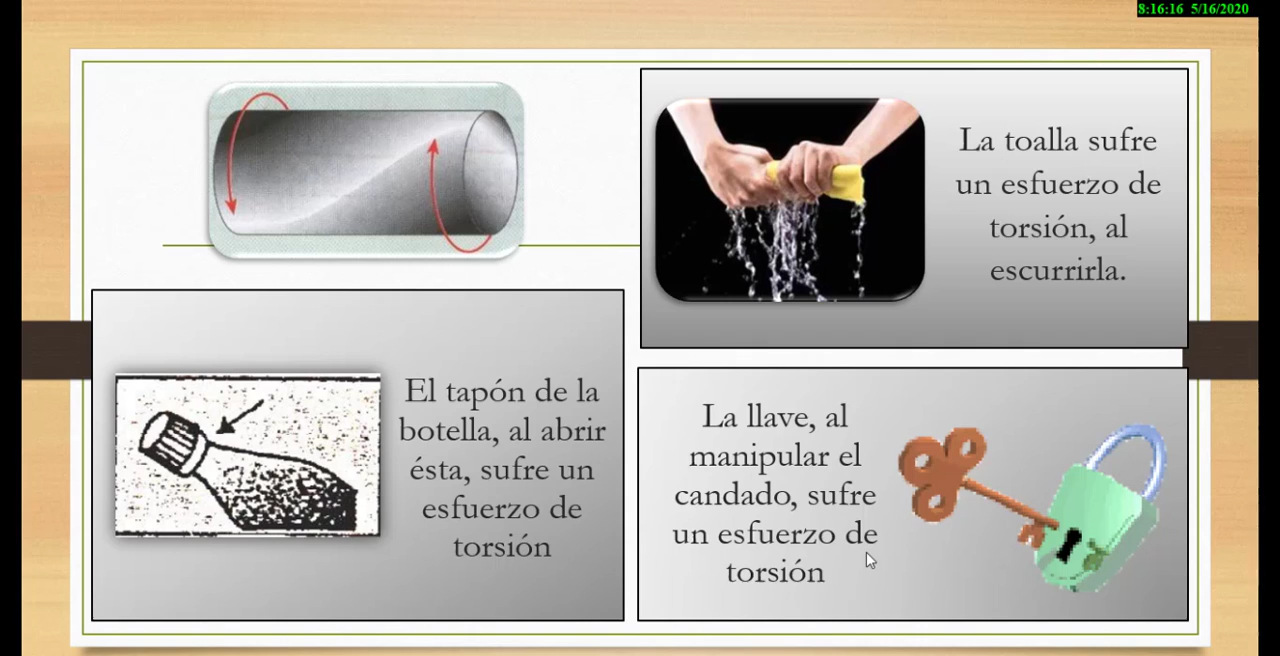 8:16:16 5/16/2020
La toalla sufre
un esfuerzo de
torsión, al
escurrirla.
El tapón de la
botella, al abrir
ésta, sufre un
esfuerzo de
torsión
La llave, al
manipular el
candado, sufre
un esfuerzo de
torsión